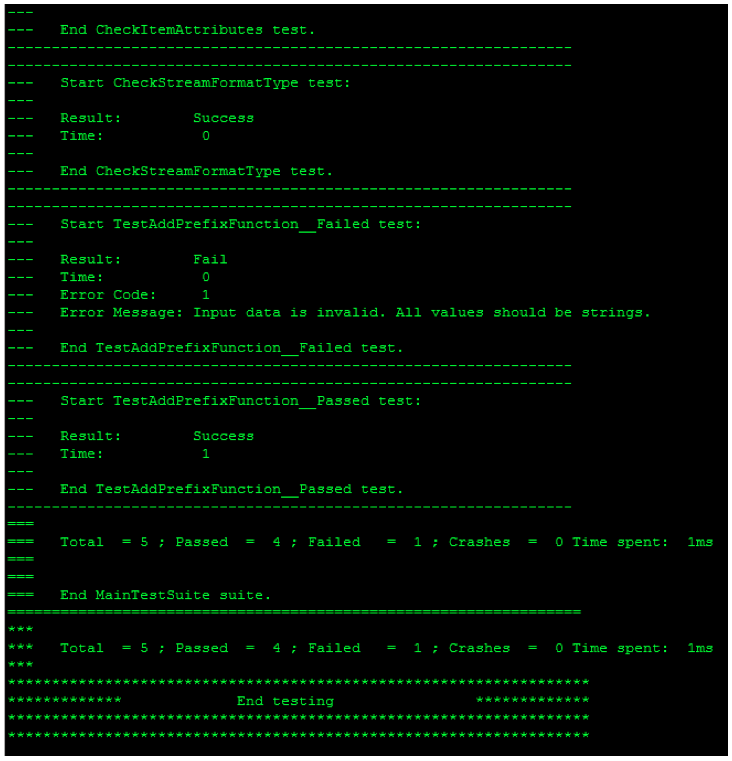 ---
---   End CheckItemAttributes test.
----------------------------------------------------------------
----------------------------------------------------------------
---   Start CheckStreamFormatType test:
---
---   Result:        Success
---   Time:           0
---
---   End CheckStreamFormatType test.
----------------------------------------------------------------
----------------------------------------------------------------
---   Start TestAddPrefixFunction__Failed test:
---
---   Result:        Fail
---   Time:           0
---   Error Code:     1
---   Error Message: Input data is invalid. All values should be strings.
---
---   End TestAddPrefixFunction__Failed test.
----------------------------------------------------------------
----------------------------------------------------------------
---   Start TestAddPrefixFunction__Passed test:
---
---   Result:        Success
---   Time:           1
---
---   End TestAddPrefixFunction__Passed test.
----------------------------------------------------------------
===
===   Total  = 5 ; Passed  =  4 ; Failed   =  1 ; Crashes  =  0 Time spent:  1ms
===
===
===   End MainTestSuite suite.
=================================================================
***
***   Total  = 5 ; Passed  =  4 ; Failed   =  1 ; Crashes  =  0 Time spent:  1ms
***
******************************************************************
*************             End testing                *************
******************************************************************
******************************************************************